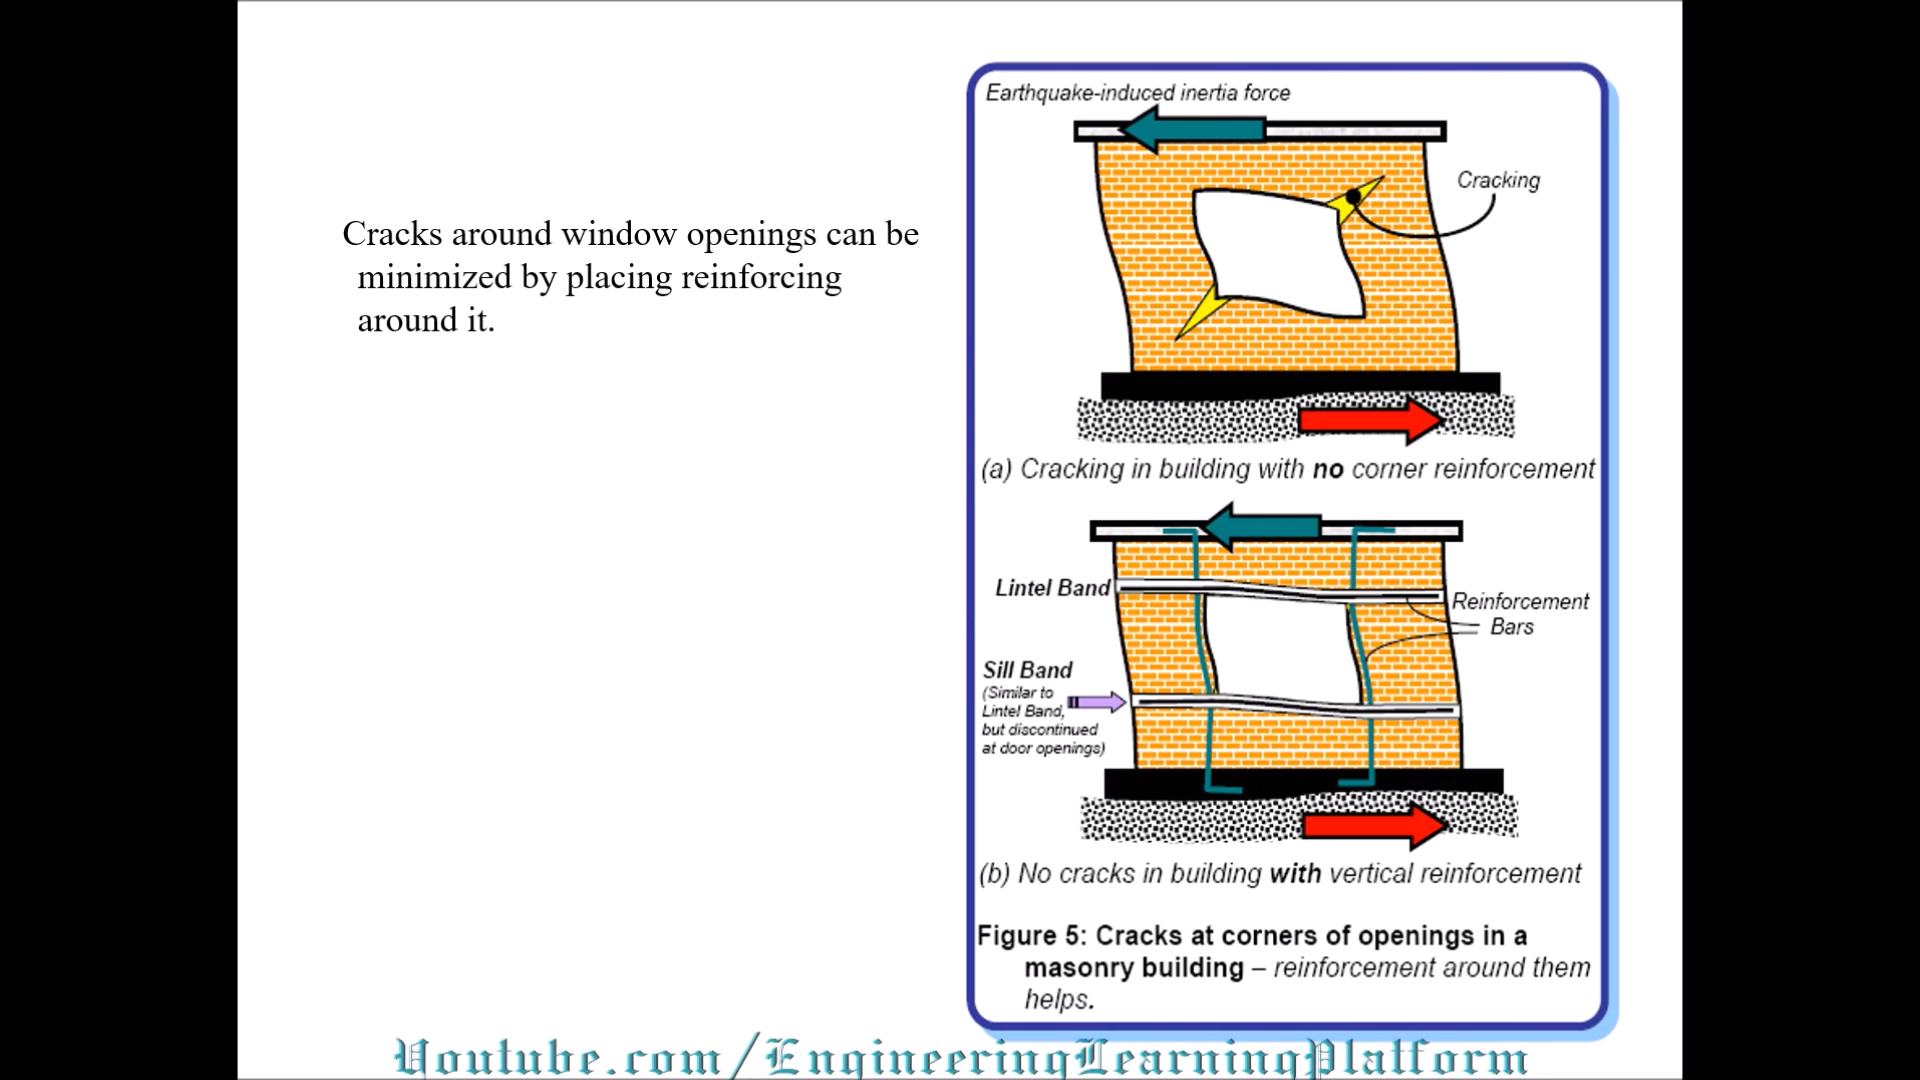 Cracks around window openings can be
minimized by placing reinforcing
around it.
Earthquake-induced inertia force
Cracking
(a) Cracking in building with no corner reinforcement
Lintel Band
Reinforcement
Bars
Sill Band
(Similar to
Lintel Band,
but discontinued
at door openings)
(b) No cracks in building with vertical reinforcement
Figure 5: Cracks at corners of openings in a
masonry building – reinforcement around them
helps.
Youtube.com/EngineeringLearningPlatform